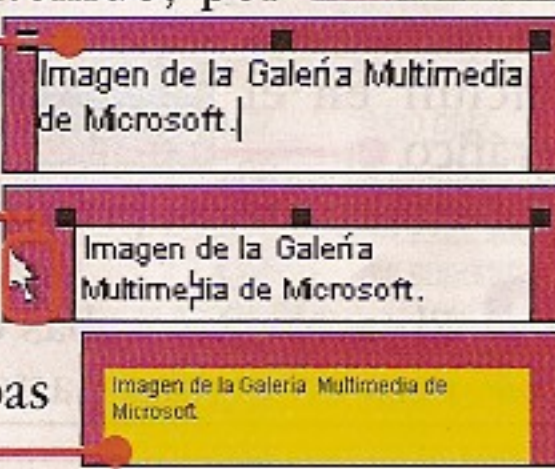 Imagen de la Galería Multimedia
de Microsoft.
Imagen de la Galería
Multimedia de Microsoft.
Imagen de la Galería Multimedia de
Microsoft.